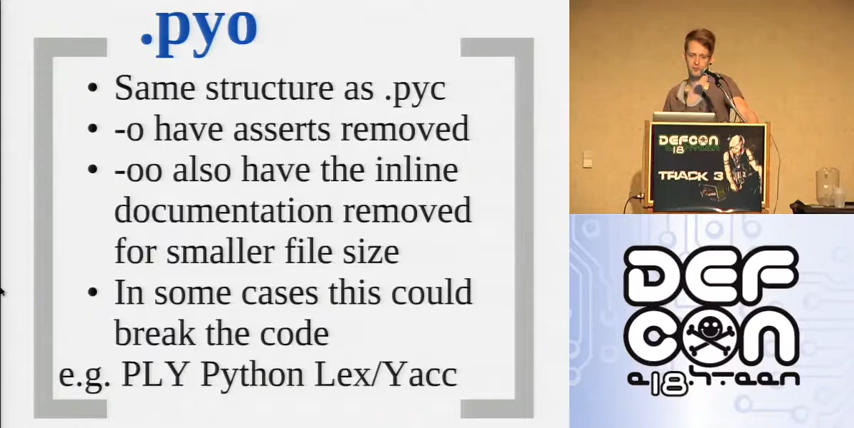 .pyo
• Same structure as .pyc
• -o have asserts removed
• -oo also have the inline
documentation removed
for smaller file size
• In some cases this could
break the code
e.g. PLY Python Lex/Yacc
DEFCON
18
TRACK 3
DEF
CON
e18hteen